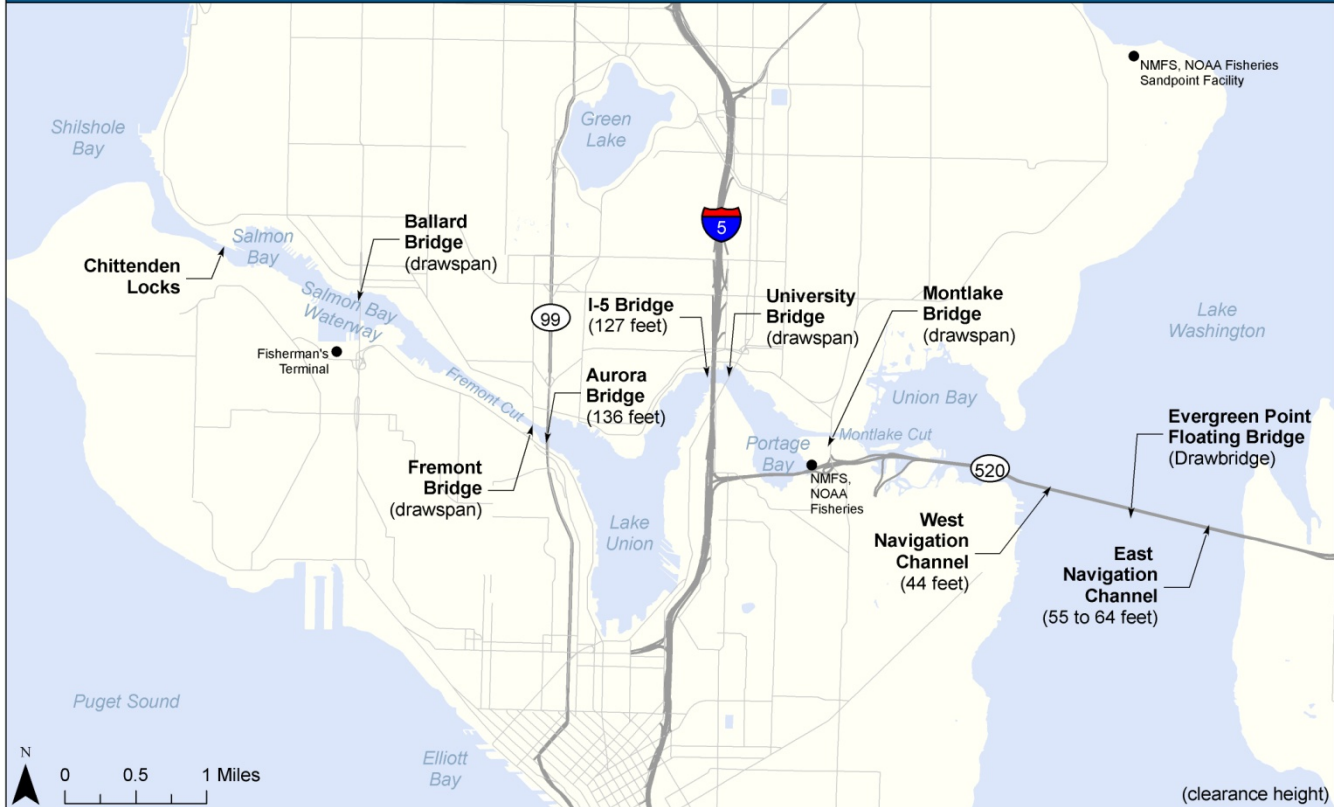 NMFS, NOAA Fisheries
Sandpoint Facility
Green
Lake
Shilshole
Bay
Ballard
Bridge
(drawspan)
Salmon
Bay
5
Chittenden
Locks
Salmon Bay
Waterway
99
I-5 Bridge
(127 feet)
University
Bridge
(drawspan)
Montlake
Bridge
(drawspan)
Lake
Washington
Fisherman's
Terminal
Fremont Cut
Aurora
Bridge
(136 feet)
Union Bay
Evergreen Point
Floating Bridge
(Drawbridge)
Fremont
Bridge
(drawspan)
Portage
Bay
Montlake Cut
520
NMFS,
NOAA
Fisheries
Lake
Union
West
Navigation
Channel
(44 feet)
East
Navigation
Channel
(55 to 64 feet)
Puget Sound
Elliott
Bay
N
0 0.5 1 Miles
(clearance height)